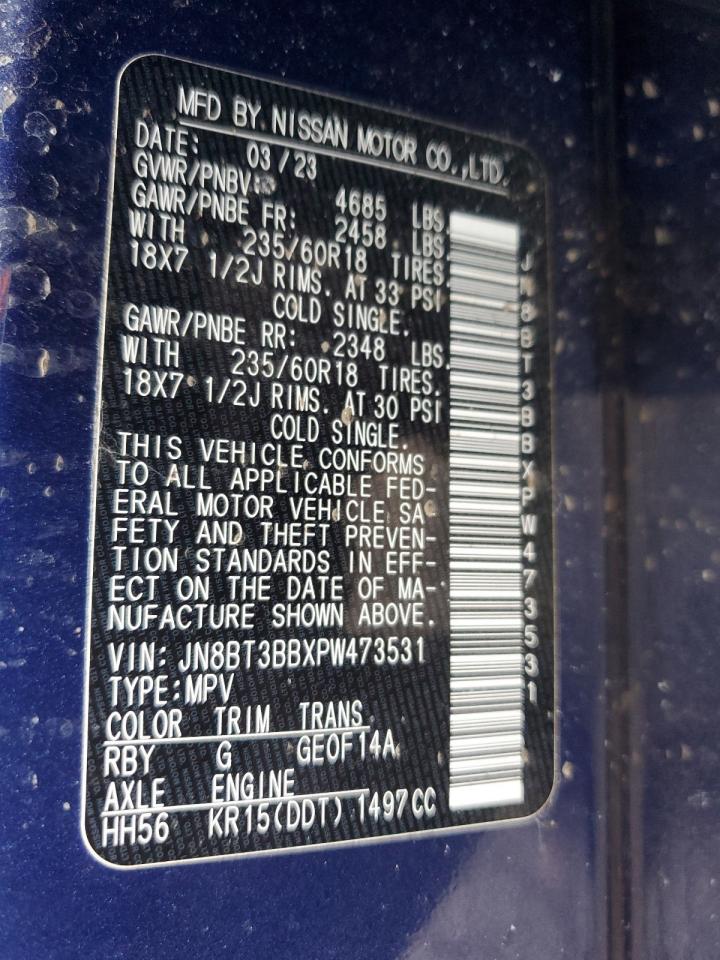 MFD BY NISSAN MOTOR CO.,LTD.
DATE: 03/23
GVWR/PNBV: 4685 LBS.
GAWR/PNBE FR: 2458 LBS.
WITH 235/60R18 TIRES.
18X7 1/2J RIMS. AT 33 PSI
COLD SINGLE.
GAWR/PNBE RR: 2348 LBS.
WITH 235/60R18 TIRES.
18X7 1/2J RIMS. AT 30 PSI
COLD SINGLE.
THIS VEHICLE CONFORMS
TO ALL APPLICABLE FED-
ERAL MOTOR VEHICLE SA-
FETY AND THEFT PREVEN-
TION STANDARDS IN EFF-
ECT ON THE DATE OF MA-
NUFACTURE SHOWN ABOVE.
VIN: JN8BT3BBXPW473531
TYPE:MPV
COLOR TRIM TRANS
RBY G GE0F14A
AXLE ENGINE
HH56 KR15(DDT) 1497CC
JN8BT3BBXPW473531